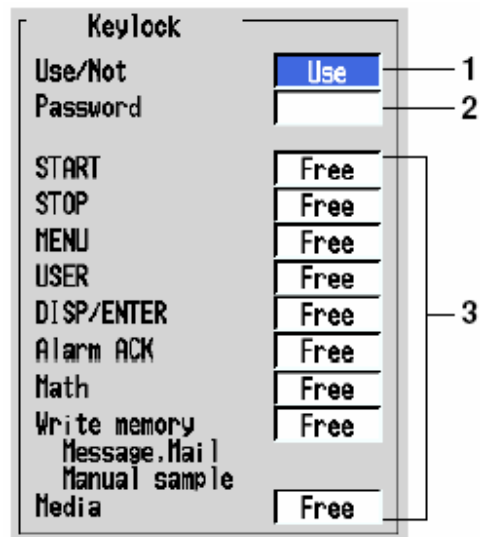 Keylock
Use/Not Use 1
Password 2
START Free
STOP Free
MENU Free
USER Free
DISP/ENTER Free 3
Alarm ACK Free
Math Free
Write memory Free
Message,Mail
Manual sample
Media Free